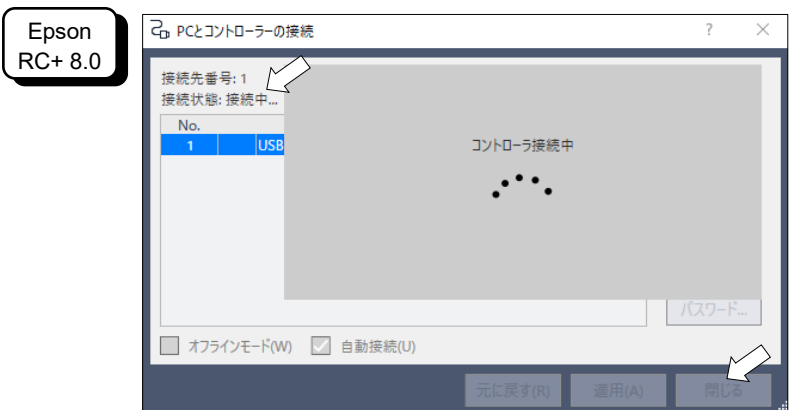 Epson
RC+ 8.0
PCとコントローラーの接続
?
接続先番号: 1
接続状態: 接続中...
No.
1 USB
コントローラ接続中
パスワード...
オフラインモード(W) 自動接続(U)
元に戻す(R) 適用(A) 閉じる